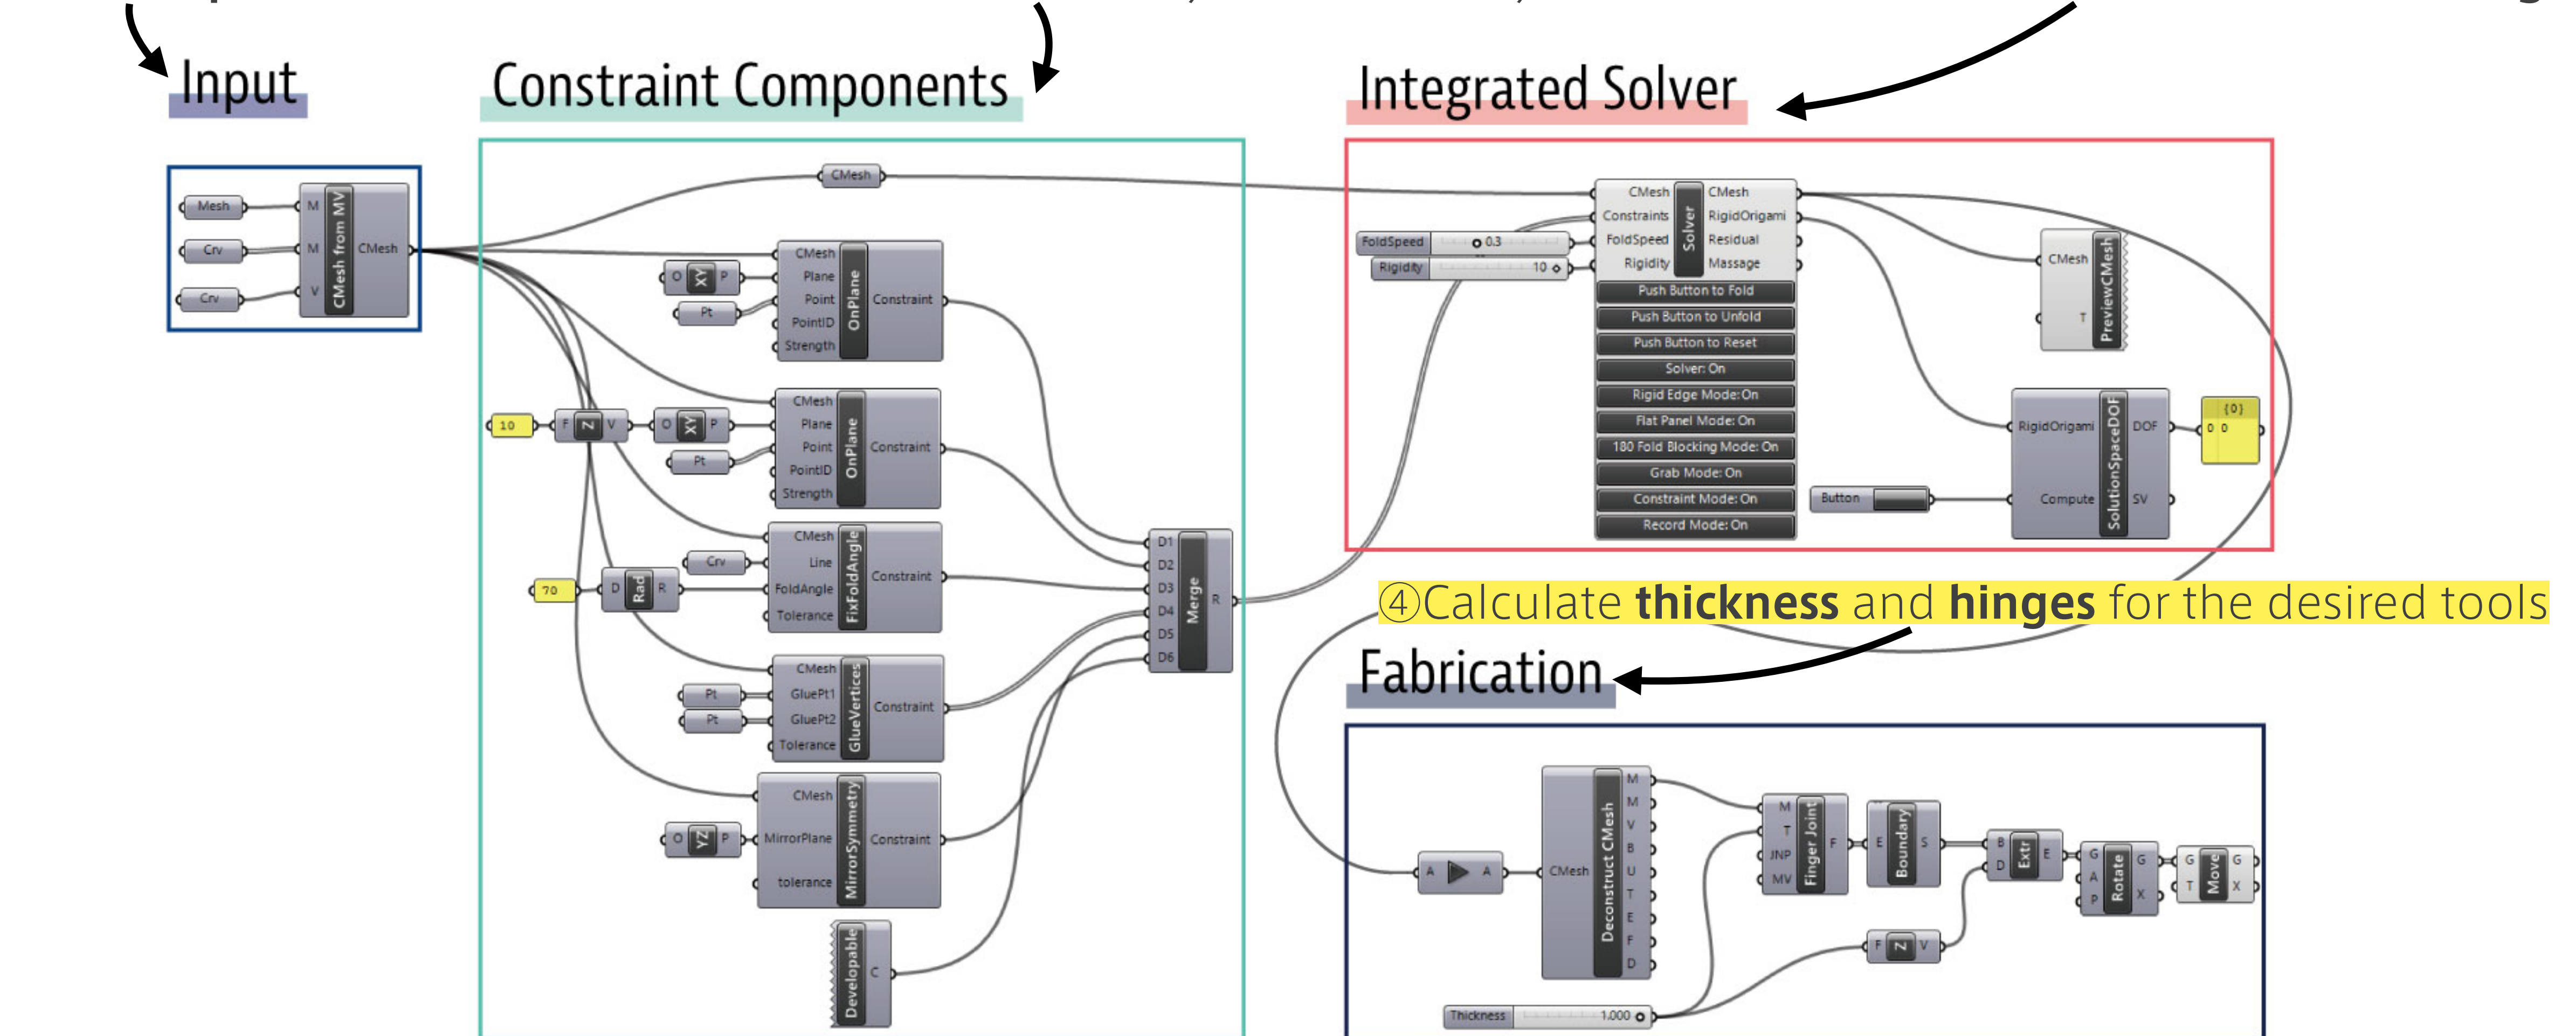 Input
Constraint Components
Integrated Solver
Mesh
Crv
Crv
M
M
V
CMesh from MV
CMesh
CMesh
O XY P
Pt
CMesh
Plane
Point
PointID
Strength
OnPlane
Constraint
10
F Z V
O XY P
Pt
CMesh
Plane
Point
PointID
Strength
OnPlane
Constraint
70
D Rad R
Crv
CMesh
Line
FoldAngle
Tolerance
FixFoldAngle
Constraint
Pt
Pt
CMesh
GluePt1
GluePt2
Tolerance
GlueVertices
Constraint
O YZ P
CMesh
MirrorPlane
tolerance
MirrorSymmetry
Constraint
Developable
C
D1
D2
D3
D4
D5
D6
Merge
R
FoldSpeed 0.3
Rigidity 10
CMesh
Constraints
FoldSpeed
Rigidity
Solver
CMesh
RigidOrigami
Residual
Massage
Push Button to Fold
Push Button to Unfold
Push Button to Reset
Solver: On
Rigid Edge Mode: On
Flat Panel Mode: On
180 Fold Blocking Mode: On
Grab Mode: On
Constraint Mode: On
Record Mode: On
CMesh
T
PreviewCMesh
Button
RigidOrigami
Compute
SolutionSpaceDOF
DOF
SV
{0}
0 0
④Calculate thickness and hinges for the desired tools
Fabrication
A A
CMesh
Deconstruct CMesh
M
M
V
B
U
T
E
F
D
Thickness 1.000
M
T
JNP
MV
Finger Joint
F
E Boundary S
F Z V
B
D
Extr
E
G
A
P
Rotate
G
X
G
T
Move
G
X